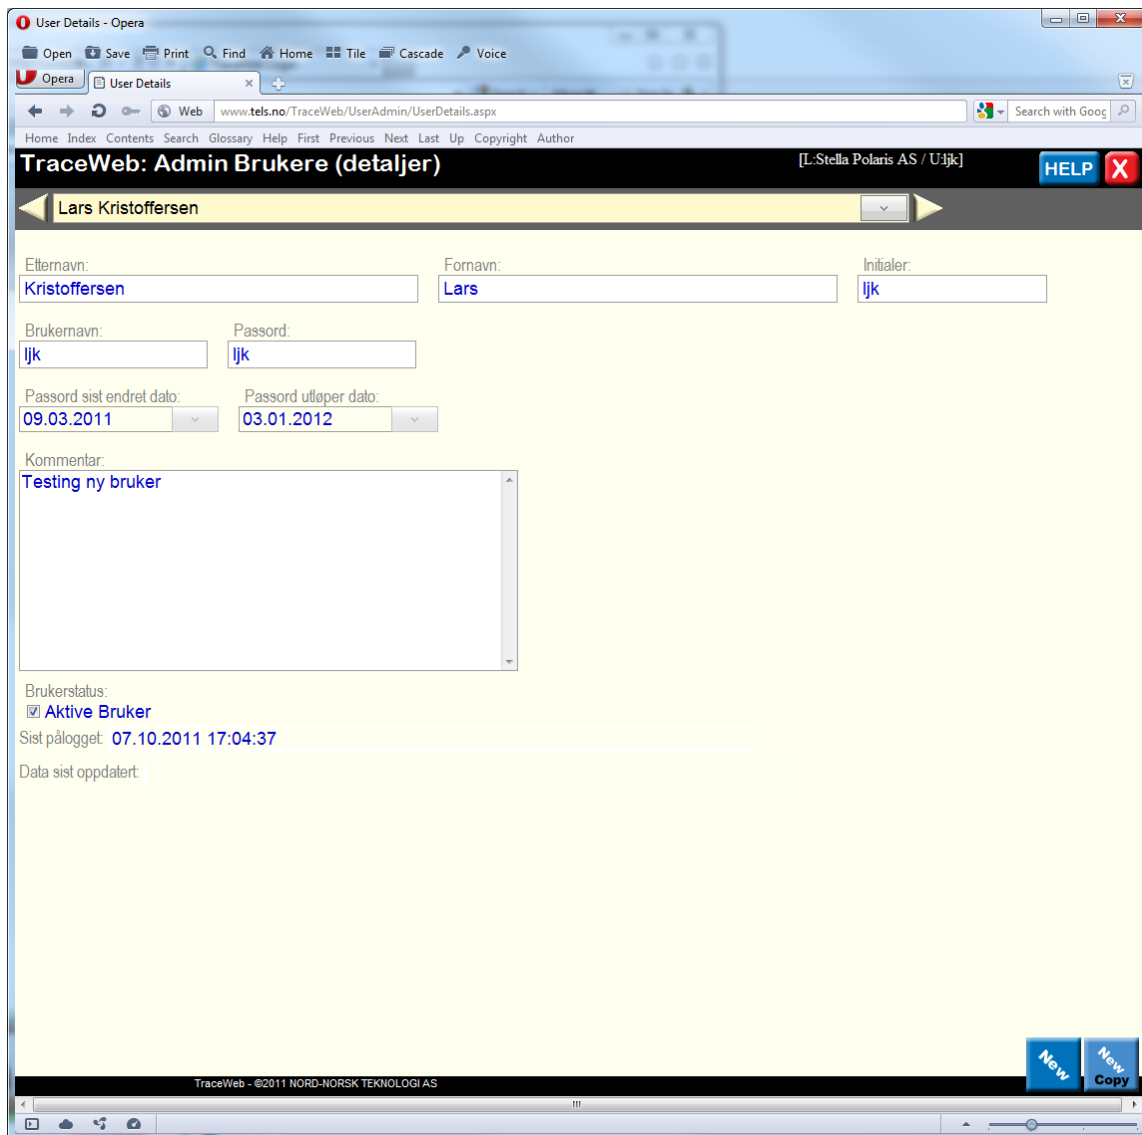 User Details - Opera
Open Save Print Find Home Tile Cascade Voice
Opera User Details
Web www.tels.no/TraceWeb/UserAdmin/UserDetails.aspx Search with Goog
Home Index Contents Search Glossary Help First Previous Next Last Up Copyright Author
TraceWeb: Admin Brukere (detaljer) [L:Stella Polaris AS / U:ljk] HELP X
Lars Kristoffersen
Etternavn: Fornavn: Initialer:
Kristoffersen Lars ljk
Brukernavn: Passord:
ljk ljk
Passord sist endret dato: Passord utløper dato:
09.03.2011 03.01.2012
Kommentar:
Testing ny bruker
Brukerstatus:
Aktive Bruker
Sist pålogget: 07.10.2011 17:04:37
Data sist oppdatert:
New New Copy
TraceWeb - ©2011 NORD-NORSK TEKNOLOGI AS